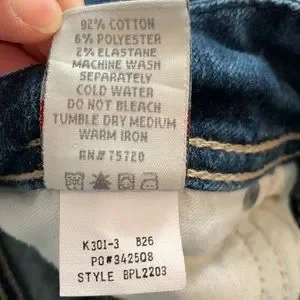 92% COTTON
6% POLYESTER
2% ELASTANE
MACHINE WASH
SEPARATELY
COLD WATER
DO NOT BLEACH
TUMBLE DRY MEDIUM
WARM IRON
RN# 75720
K301-3 B26
PO#342508
STYLE BPL2203